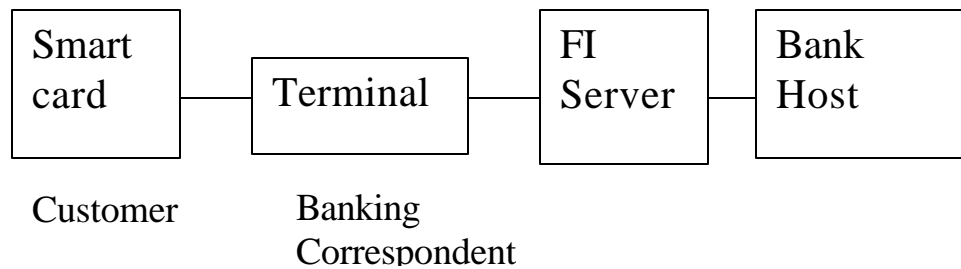 Smart
card
Terminal
FI
Server
Bank
Host
Customer
Banking
Correspondent